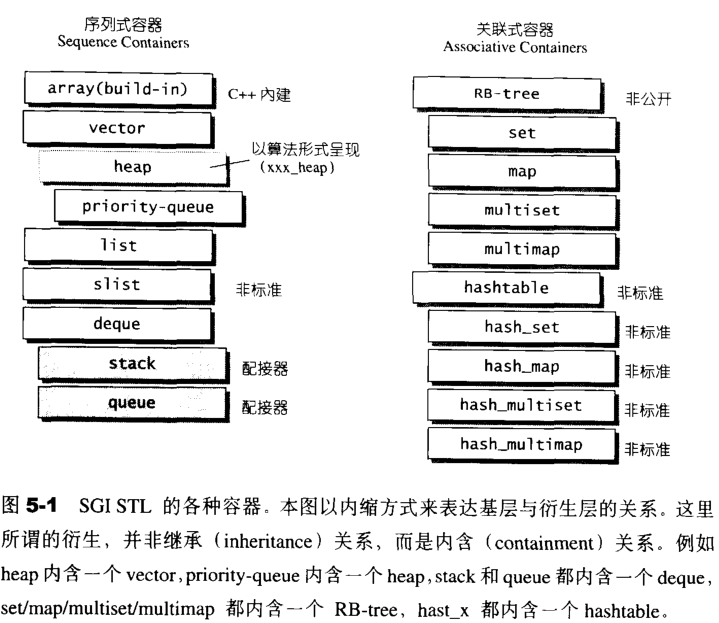 序列式容器
Sequence Containers
array(build-in)
C++ 內建
vector
heap
以算法形式呈现
(xxx_heap)
priority-queue
list
slist
非标准
deque
stack
配接器
queue
配接器
关联式容器
Associative Containers
RB-tree
非公开
set
map
multiset
multimap
hashtable
非标准
hash_set
非标准
hash_map
非标准
hash_multiset
非标准
hash_multimap
非标准
图 5-1 SGI STL 的各种容器。本图以内缩方式来表达基层与衍生层的关系。这里
所谓的衍生，并非继承（inheritance）关系，而是内含（containment）关系。例如
heap 内含一个 vector,priority-queue 内含一个 heap,stack 和 queue 都内含一个 deque,
set/map/multiset/multimap 都内含一个 RB-tree，hast_x 都内含一个 hashtable。